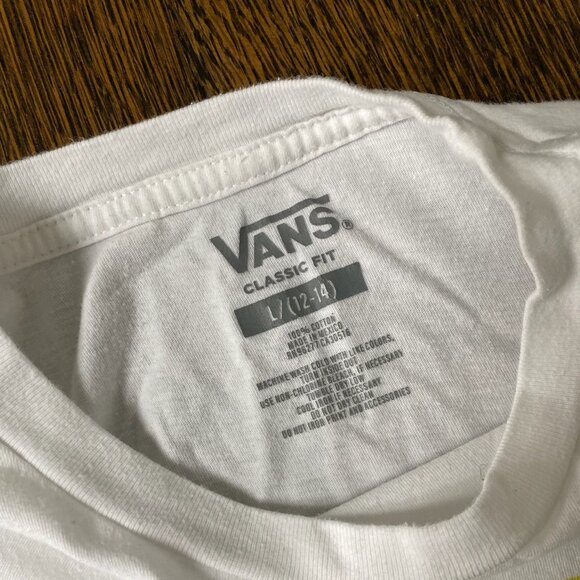 VANS®
CLASSIC FIT
L/(12-14)
100% COTTON
MADE IN MEXICO
RN96277 CA30516
MACHINE WASH COLD WITH LIKE COLORS.
TURN INSIDE OUT.
USE NON-CHLORINE BLEACH, IF NECESSARY
TUMBLE DRY LOW
COOL IRON IF NECESSARY
DO NOT DRY CLEAN
DO NOT IRON PRINT AND ACCESSORIES